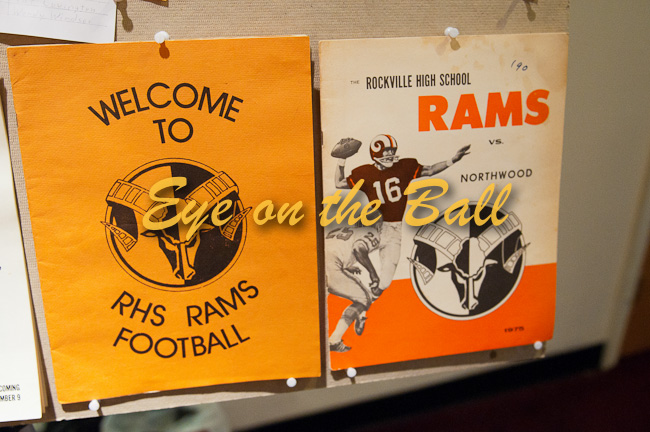 WELCOME
TO
RHS RAMS
FOOTBALL
THE ROCKVILLE HIGH SCHOOL
190
RAMS
VS.
NORTHWOOD
16
1975
Eye on the Ball
COMING
MBER 9